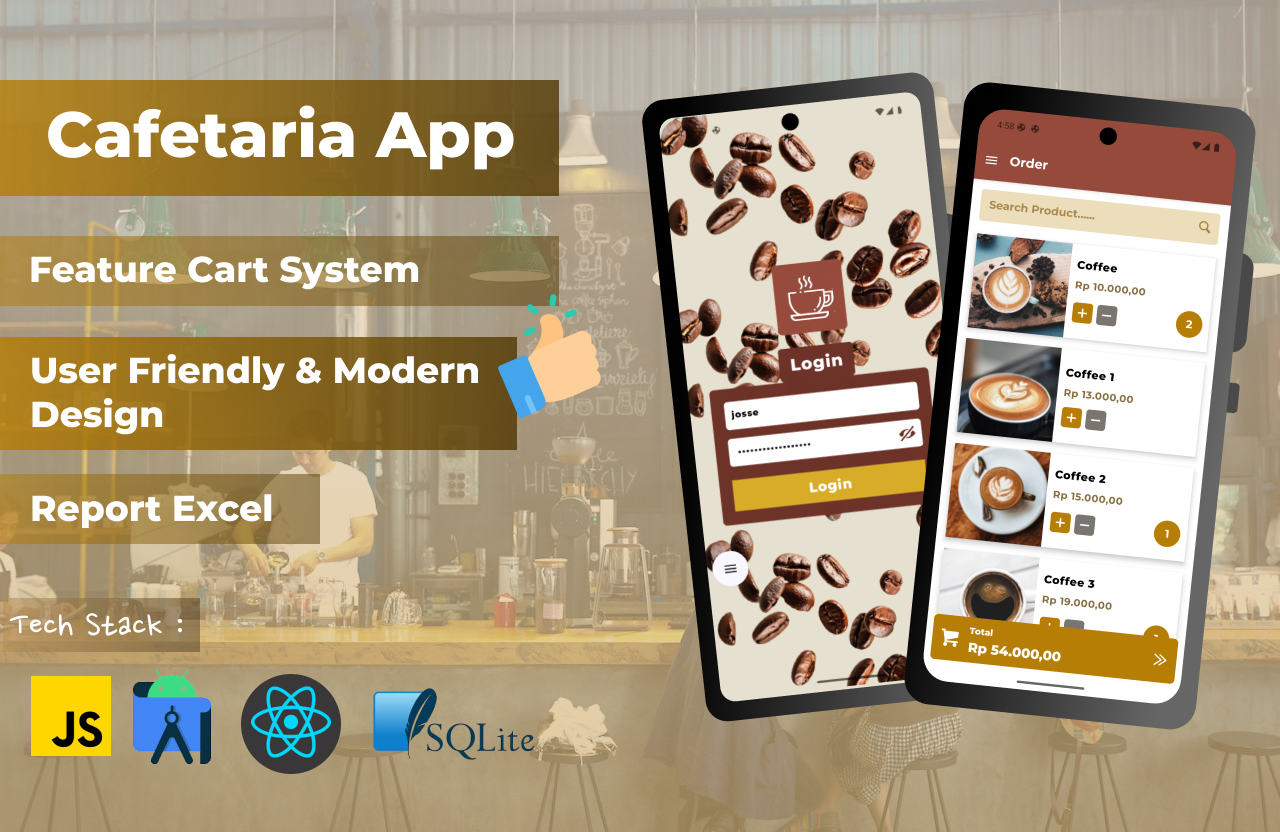 Cafetaria App
Feature Cart System
User Friendly & Modern
Design
Report Excel
Tech Stack :
JS
SQLite
Login
josse
Login
4:58
Order
Search Product......
Coffee
Rp 10.000,00
2
Coffee 1
Rp 13.000,00
Coffee 2
Rp 15.000,00
1
Coffee 3
Rp 19.000,00
Total
Rp 54.000,00
HIERARCHY